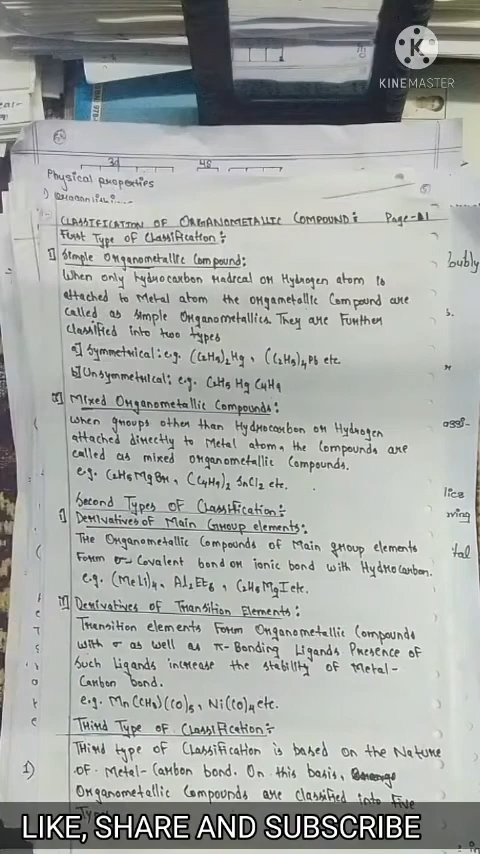 KINEMASTER
3d 4s
Physical properties
1)
CLASSIFICATION OF ORGANOMETALLIC COMPOUND: Page-21
First Type of Classification:
I] Simple Organometallic Compound:
When only hydrocarbon radical or Hydrogen atom is
attached to Metal atom the organometallic Compound are
called as simple Organometallics. They are Further
classified into two types
a] Symmetrical: e.g. (C2H5)2Hg, (C2H5)4Pb etc
b] Unsymmetrical: e.g. C2H5 Hg C4H9
II] Mixed Organometallic Compounds:
When groups other than Hydrocarbon or Hydrogen
attached directly to Metal atom, the Compounds are
called as mixed organometallic Compounds.
e.g. C2H5MgBr, (C4H9)2 SnCl2 etc.
Second Types of Classification:
I] Derivatives of Main Group elements:
The Organometallic Compounds of Main group elements
Form σ- Covalent bond or ionic bond with Hydrocarbon.
e.g. (MeLi)4, Al2Et6, C2H5MgI etc.
II] Derivatives of Transition Elements:
Transition elements Form Organometallic Compounds
with σ as well as π-Bonding Ligands Presence of
Such Ligands increase the stability of Metal-
Carbon bond.
e.g. Mn(CH3)(CO)5, Ni(CO)4 etc.
Third Type of Classification:
Third type of Classification is based on the Nature
1) of Metal-Carbon bond. On this basis,
Organometallic Compounds are classified into Five
LIKE, SHARE AND SUBSCRIBE